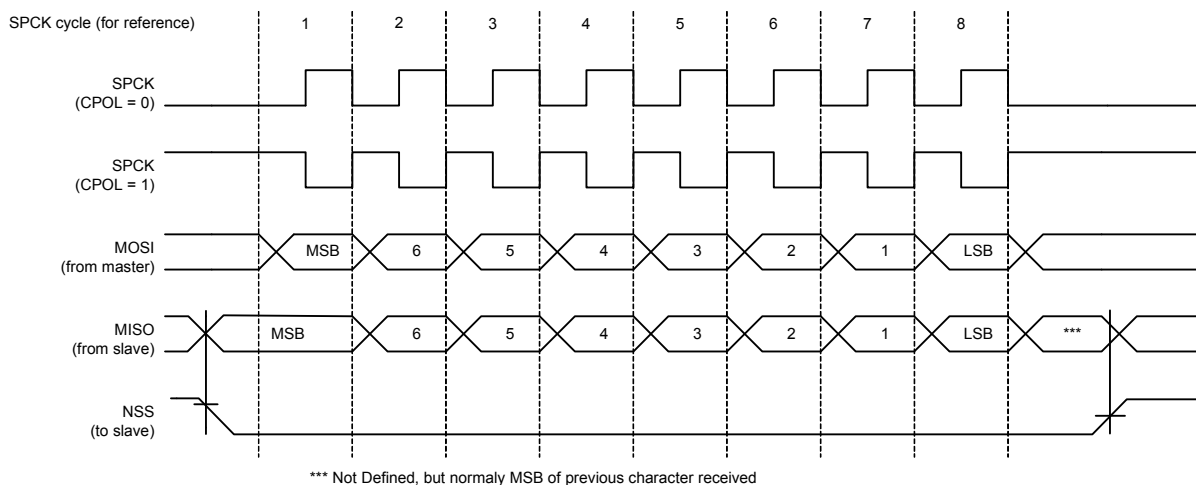 SPCK cycle (for reference) 1 2 3 4 5 6 7 8
SPCK
(CPOL = 0)
SPCK
(CPOL = 1)
MOSI
(from master)
MSB 6 5 4 3 2 1 LSB
MISO
(from slave)
MSB 6 5 4 3 2 1 LSB ***
NSS
(to slave)
*** Not Defined, but normaly MSB of previous character received